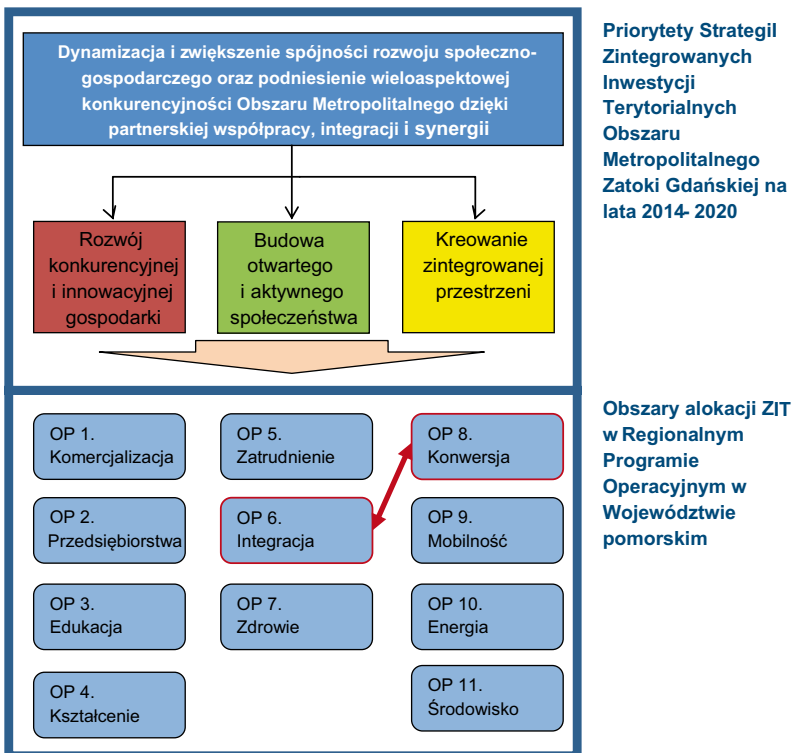 Dynamizacja i zwiększenie spójności rozwoju społeczno-
gospodarczego oraz podniesienie wieloaspektowej
konkurencyjności Obszaru Metropolitalnego dzięki
partnerskiej współpracy, integracji i synergii
Rozwój
konkurencyjnej
i innowacyjnej
gospodarki
Budowa
otwartego
i aktywnego
społeczeństwa
Kreowanie
zintegrowanej
przestrzeni
Priorytety Strategil
Zintegrowanych
Inwestycji
Terytorialnych
Obszaru
Metropolitalnego
Zatoki Gdańskiej na
lata 2014- 2020
OP 1.
Komercjalizacja
OP 2.
Przedsiębiorstwa
OP 3.
Edukacja
OP 4.
Kształcenie
OP 5.
Zatrudnienie
OP 6.
Integracja
OP 7.
Zdrowie
OP 8.
Konwersja
OP 9.
Mobilność
OP 10.
Energia
OP 11.
Środowisko
Obszary alokacji ZIT
w Regionalnym
Programie
Operacyjnym w
Województwie
pomorskim